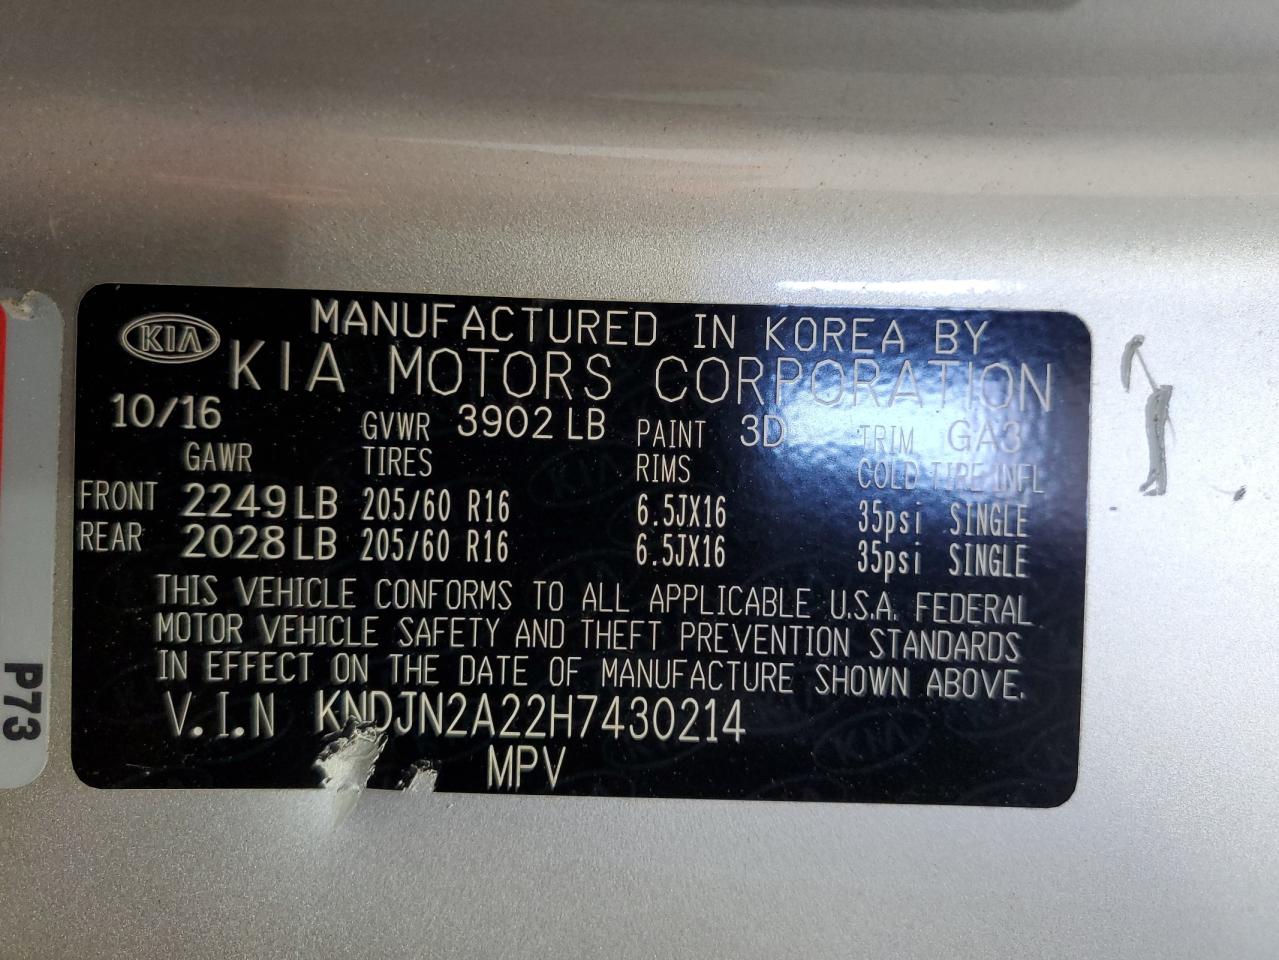 MANUFACTURED IN KOREA BY
KIA KIA MOTORS CORPORATION
10/16 GVWR 3902 LB PAINT 3D TRIM GA3
GAWR TIRES RIMS COLD TIRE INFL
FRONT 2249 LB 205/60 R16 6.5JX16 35psi SINGLE
REAR 2028 LB 205/60 R16 6.5JX16 35psi SINGLE
THIS VEHICLE CONFORMS TO ALL APPLICABLE U.S.A. FEDERAL
MOTOR VEHICLE SAFETY AND THEFT PREVENTION STANDARDS
IN EFFECT ON THE DATE OF MANUFACTURE SHOWN ABOVE.
V.I.N KNDJN2A22H7430214
MPV
P73